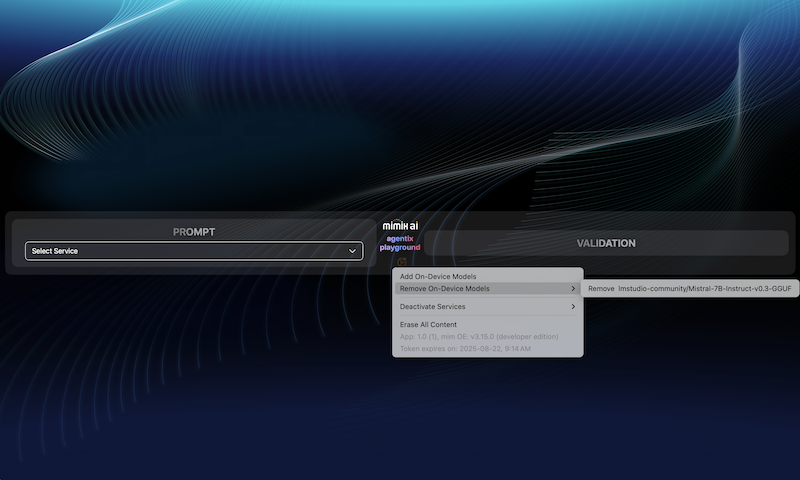 PROMPT
Select Service
mimik ai
agentix
playground
VALIDATION
Add On-Device Models
Remove On-Device Models
Remove lmstudio-community/Mistral-7B-Instruct-v0.3-GGUF
Deactivate Services
Erase All Content
App: 1.0 (1), mim OE: v3.15.0 (developer edition)
Token expires on: 2025-08-22, 9:14 AM